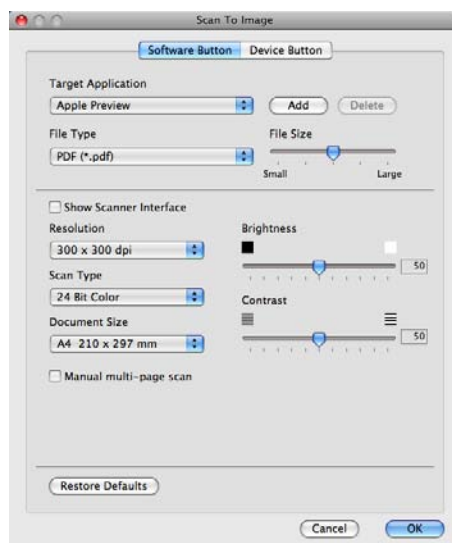 Scan To Image
Software Button Device Button
Target Application
Apple Preview Add Delete
File Type File Size
PDF (*.pdf)
Small Large
Show Scanner Interface
Resolution Brightness
300 x 300 dpi
50
Scan Type
24 Bit Color
Contrast
Document Size
A4 210 x 297 mm 50
Manual multi-page scan
Restore Defaults
Cancel OK